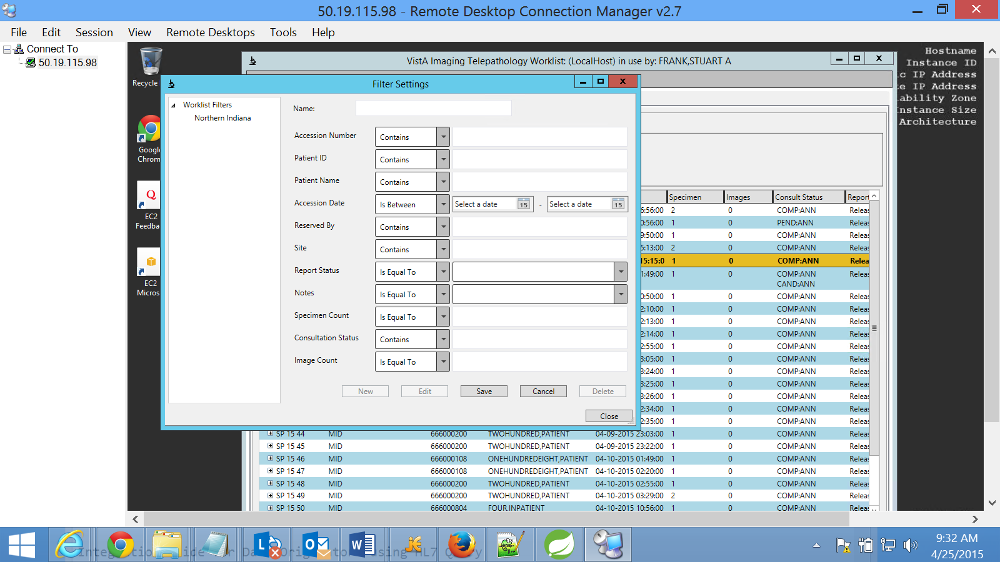 50.19.115.98 - Remote Desktop Connection Manager v2.7
File Edit Session View Remote Desktops Tools Help
Connect To
50.19.115.98
Recycle
Google
Chrom
EC2
Feedba
EC2
Micros
VistA Imaging Telepathology Worklist: (LocalHost) in use by: FRANK,STUART A
Hostname
Instance ID
c IP Address
e IP Address
ability Zone
nstance Size
Architecture
Filter Settings
Worklist Filters
Northern Indiana
Name:
Accession Number Contains
Patient ID Contains
Patient Name Contains
Accession Date Is Between Select a date 15 - Select a date 15
Reserved By Contains
Site Contains
Report Status Is Equal To
Notes Is Equal To
Specimen Count Is Equal To
Consultation Status Contains
Image Count Is Equal To
New Edit Save Cancel Delete
Close
Specimen Images Consult Status Report
6:56:00 2 0 COMP:ANN Releas
0:56:00 1 0 PEND:ANN Releas
9:50:00 1 0 COMP:ANN Releas
5:13:00 2 0 COMP:ANN Releas
15:15:0 1 0 COMP:ANN Relea
1:49:00 1 0 COMP:ANN Releas
CAND:ANN
0:50:00 1 0 COMP:ANN Releas
2:10:00 1 0 COMP:ANN Releas
2:13:00 1 0 COMP:ANN Releas
2:14:00 1 0 COMP:ANN Releas
2:55:00 1 0 COMP:ANN Releas
3:05:00 1 0 COMP:ANN Releas
3:24:00 1 0 COMP:ANN Releas
3:25:00 1 0 COMP:ANN Releas
3:26:00 1 0 COMP:ANN Releas
2:34:00 1 0 COMP:ANN Releas
2:35:00 1 0 COMP:ANN Releas
SP 15 44 MID 666000200 TWOHUNDRED,PATIENT 04-09-2015 23:03:00 1 0 COMP:ANN Releas
SP 15 45 MID 666000200 TWOHUNDRED,PATIENT 04-09-2015 23:22:00 1 0 COMP:ANN Releas
SP 15 46 MID 666000108 ONEHUNDREDEIGHT,PATIENT 04-10-2015 01:49:00 1 0 COMP:ANN Releas
SP 15 47 MID 666000108 ONEHUNDREDEIGHT,PATIENT 04-10-2015 02:20:00 1 0 COMP:ANN Releas
SP 15 48 MID 666000200 TWOHUNDRED,PATIENT 04-10-2015 02:55:00 1 0 COMP:ANN Releas
SP 15 49 MID 666000200 TWOHUNDRED,PATIENT 04-10-2015 03:29:00 2 0 COMP:ANN Releas
SP 15 50 MID 666000804 FOUR,INPATIENT 04-10-2015 10:56:00 1 0 COMP:ANN Releas
9:32 AM
4/25/2015